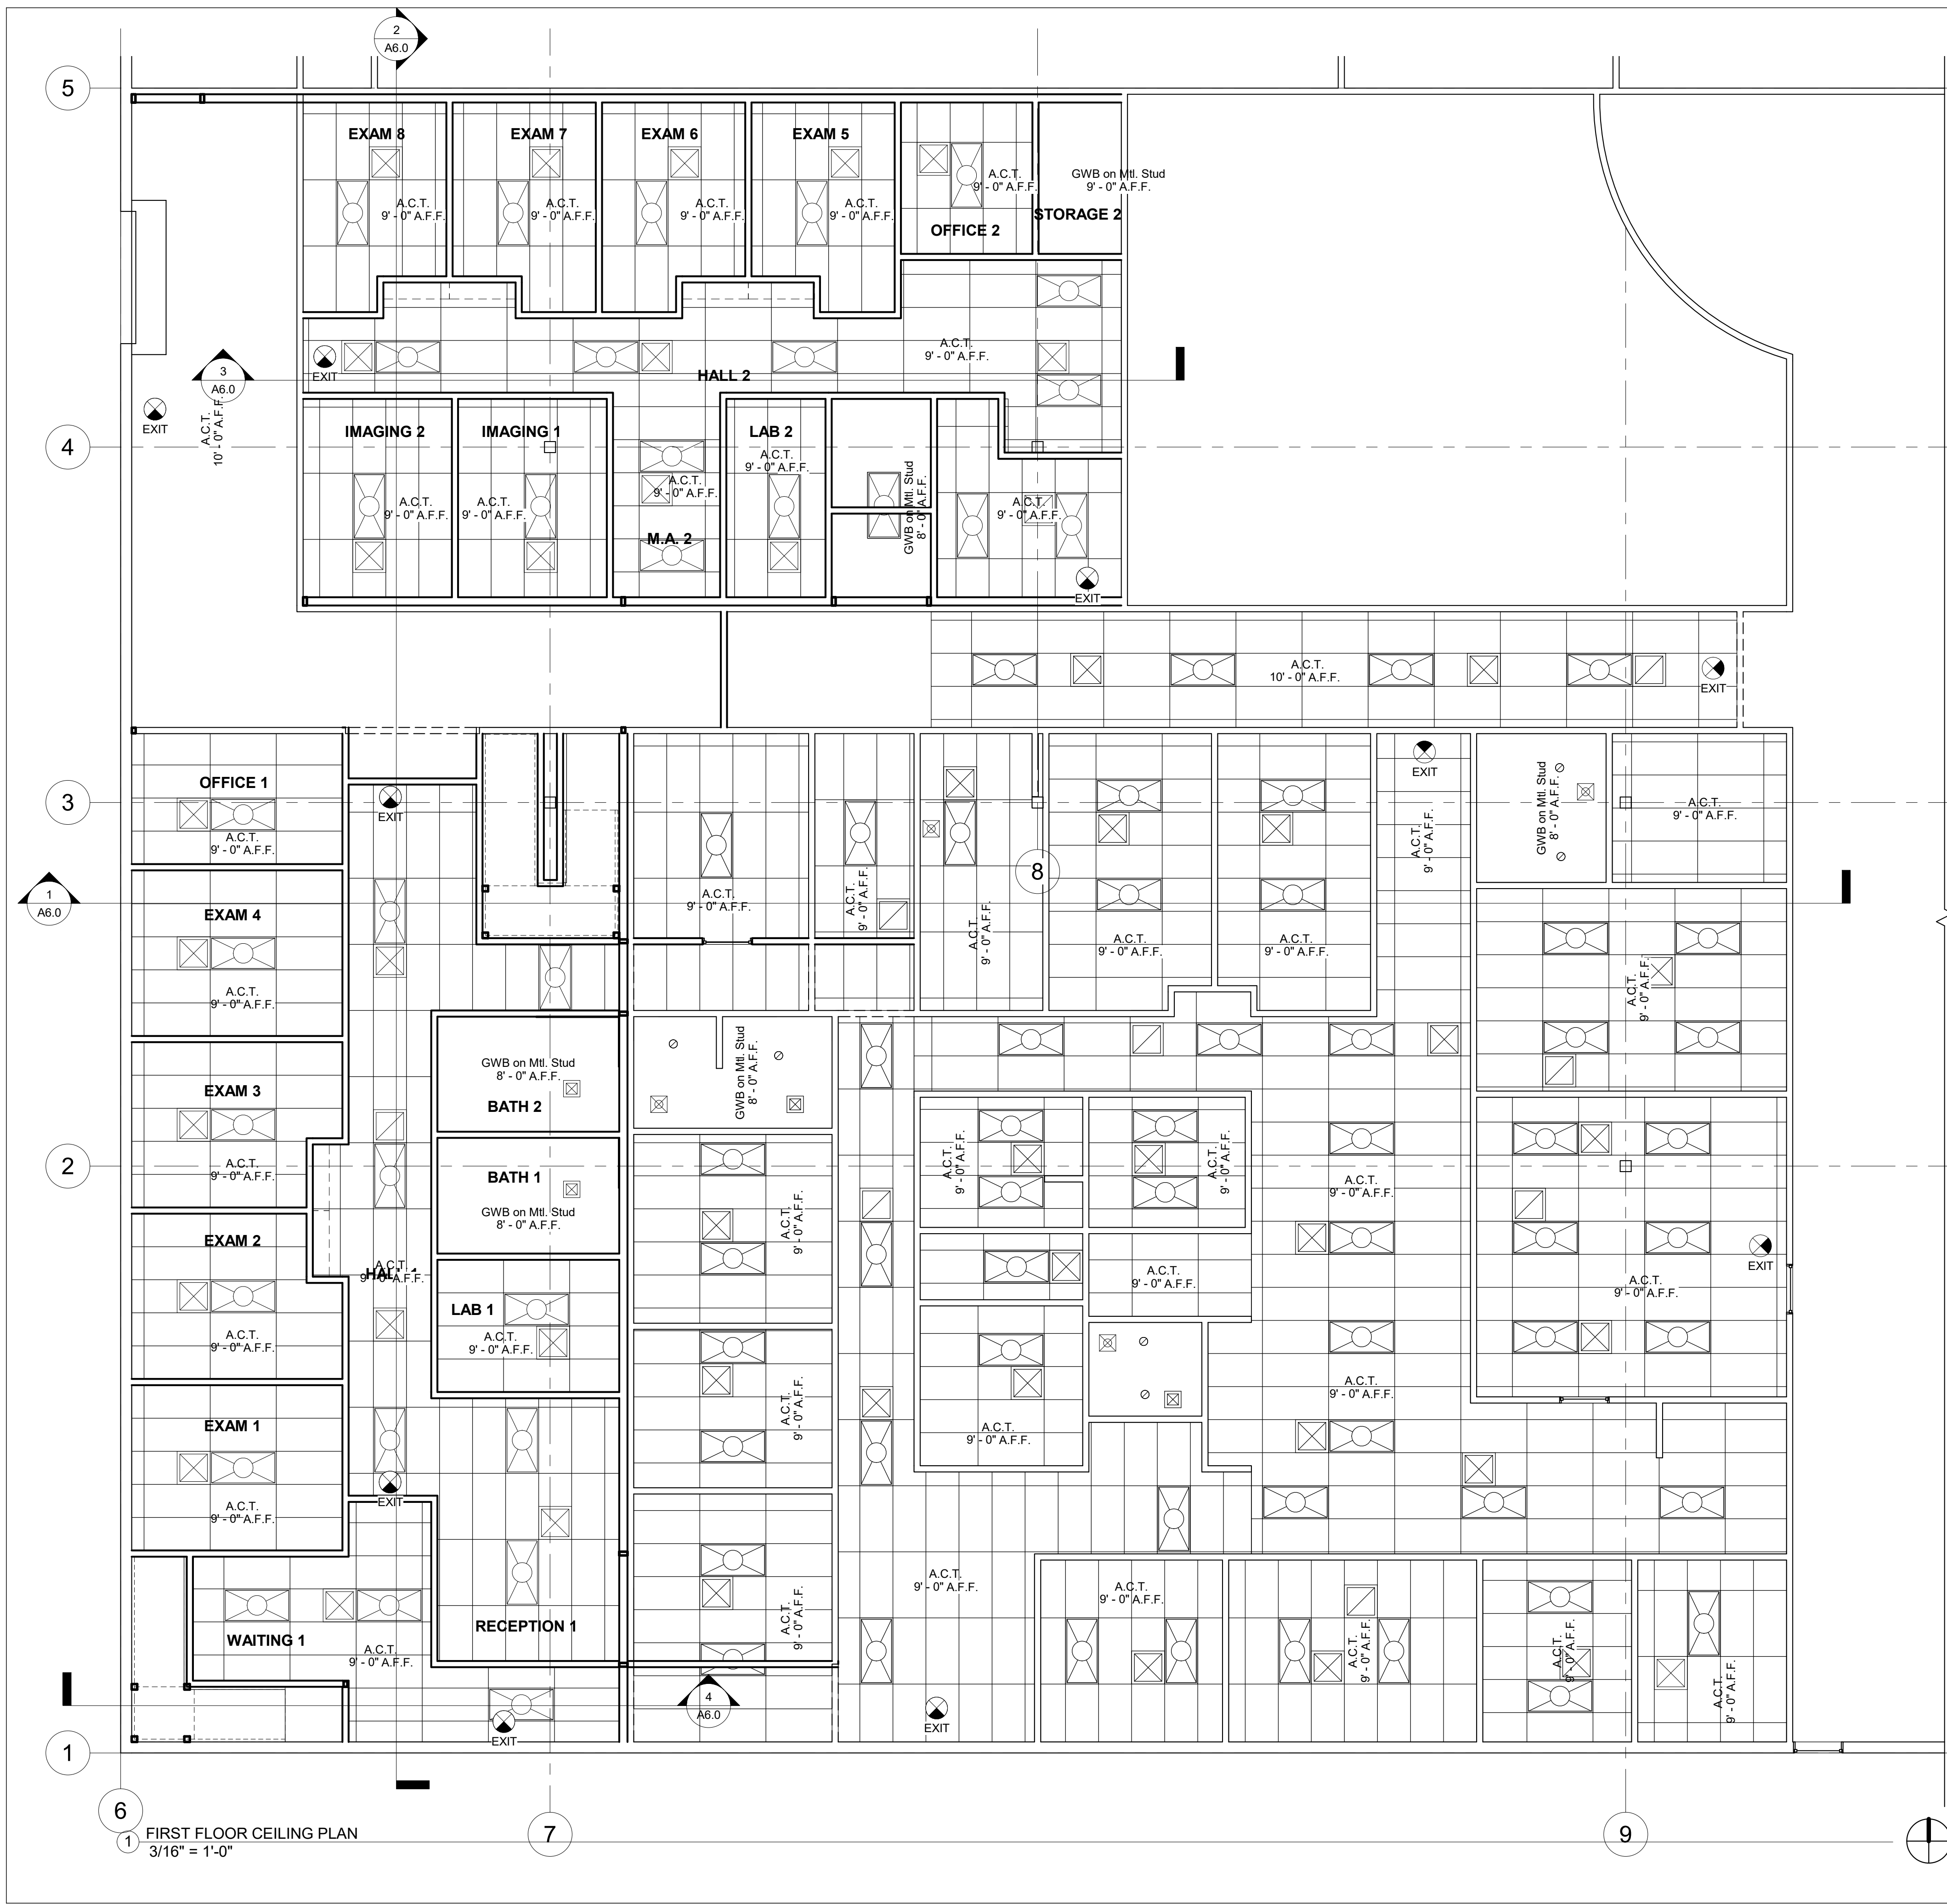 2
A6.0
5
EXAM 8
EXAM 7
EXAM 6
EXAM 5
A.C.T.
9' - 0" A.F.F.
A.C.T.
9' - 0" A.F.F.
A.C.T.
9' - 0" A.F.F.
A.C.T.
9' - 0" A.F.F.
A.C.T.
9' - 0" A.F.F.
OFFICE 2
GWB on Mtl. Stud
9' - 0" A.F.F.
STORAGE 2
A.C.T.
9' - 0" A.F.F.
EXIT
HALL 2
3
A6.0
EXIT
A.C.T.
10' - 0" A.F.F.
4
IMAGING 2
IMAGING 1
LAB 2
A.C.T.
9' - 0" A.F.F.
A.C.T.
9' - 0" A.F.F.
A.C.T.
9' - 0" A.F.F.
M.A. 2
A.C.T.
9' - 0" A.F.F.
GWB on Mtl. Stud
8' - 0" A.F.F.
A.C.T.
9' - 0" A.F.F.
EXIT
A.C.T.
10' - 0" A.F.F.
EXIT
OFFICE 1
A.C.T.
9' - 0" A.F.F.
3
EXIT
A.C.T.
9' - 0" A.F.F.
A.C.T.
9' - 0" A.F.F.
A.C.T.
9' - 0" A.F.F.
8
A.C.T.
9' - 0" A.F.F.
A.C.T.
9' - 0" A.F.F.
EXIT
A.C.T.
9' - 0" A.F.F.
GWB on Mtl. Stud
8' - 0" A.F.F.
A.C.T.
9' - 0" A.F.F.
1
A6.0
EXAM 4
A.C.T.
9' - 0" A.F.F.
A.C.T.
9' - 0" A.F.F.
EXAM 3
A.C.T.
9' - 0" A.F.F.
GWB on Mtl. Stud
8' - 0" A.F.F.
BATH 2
GWB on Mtl. Stud
8' - 0" A.F.F.
2
BATH 1
GWB on Mtl. Stud
8' - 0" A.F.F.
A.C.T.
9' - 0" A.F.F.
A.C.T.
9' - 0" A.F.F.
A.C.T.
9' - 0" A.F.F.
A.C.T.
9' - 0" A.F.F.
EXAM 2
A.C.T.
9' - 0" A.F.F.
A.C.T.
9' - 0" A.F.F.
LAB 1
A.C.T.
9' - 0" A.F.F.
A.C.T.
9' - 0" A.F.F.
EXIT
A.C.T.
9' - 0" A.F.F.
EXAM 1
A.C.T.
9' - 0" A.F.F.
EXIT
A.C.T.
9' - 0" A.F.F.
A.C.T.
9' - 0" A.F.F.
A.C.T.
9' - 0" A.F.F.
WAITING 1
A.C.T.
9' - 0" A.F.F.
RECEPTION 1
A.C.T.
9' - 0" A.F.F.
A.C.T.
9' - 0" A.F.F.
A.C.T.
9' - 0" A.F.F.
A.C.T.
9' - 0" A.F.F.
A.C.T.
9' - 0" A.F.F.
A.C.T.
9' - 0" A.F.F.
4
A6.0
EXIT
EXIT
1
6
7
9
1
FIRST FLOOR CEILING PLAN
3/16" = 1'-0"